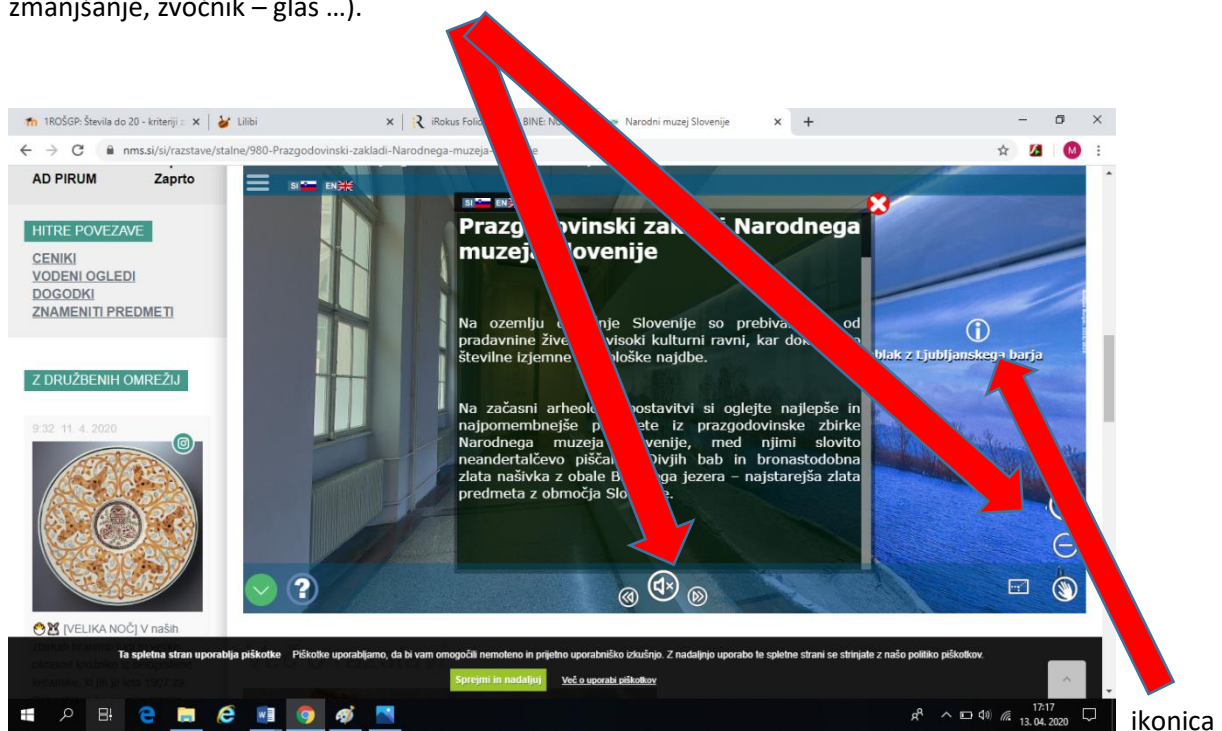 zmanjšanje, zvočnik – glas …).
1ROŠGP: Števila do 20 - kriteriji
Lilibi
iRokus Folio
BINE: NO
Narodni muzej Slovenije
nms.si/si/razstave/stalne/980-Prazgodovinski-zakladi-Narodnega-muzeja-
M
AD PIRUM Zaprto
HITRE POVEZAVE
CENIKI
VODENI OGLEDI
DOGODKI
ZNAMENITI PREDMETI
Z DRUŽBENIH OMREŽIJ
9:32 11. 4. 2020
[VELIKA NOČ] V naših
SI EN
SI EN
Narodnega
Na ozemlju
Slovenije so
od
pradavnine
visoki kulturni ravni, kar
številne izjemne
najdbe.
Na začasni
postavitvi si oglejte najlepše in
najpomembnejše
iz prazgodovinske zbirke
Narodnega muzeja
med njimi slovito
neandertalčevo
Divjih bab in bronastodobna
zlata našivka z obale
jezera – najstarejša zlata
predmeta z območja
z Ljubljanskega barja
Ta spletna stran uporablja piškotke Piškotke uporabljamo, da bi vam omogočili nemoteno in prijetno uporabniško izkušnjo. Z nadaljnjo uporabo te spletne strani se strinjate z našo politiko piškotkov.
Sprejmi in nadaljuj Več o uporabi piškotkov
17:17
13. 04. 2020
ikonica